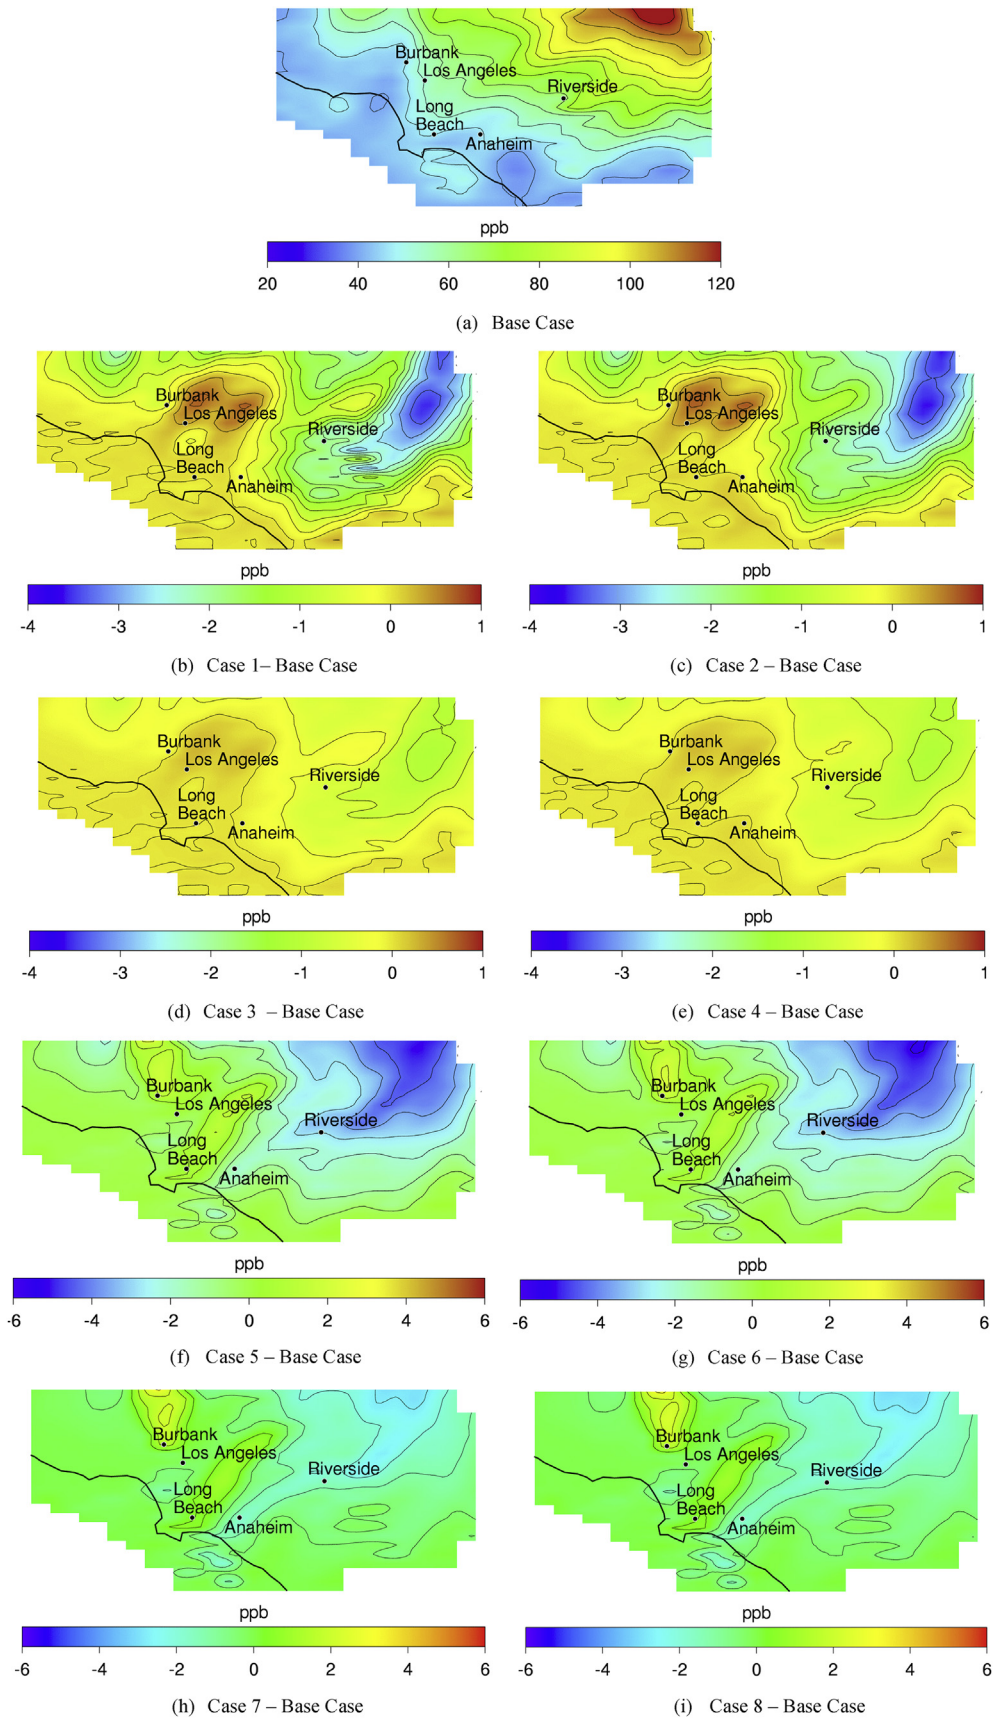 Burbank
Los Angeles
Riverside
Long
Beach
Anaheim
ppb
20 40 60 80 100 120
(a) Base Case
Burbank
Los Angeles
Riverside
Long
Beach
Anaheim
ppb
-4 -3 -2 -1 0 1
(b) Case 1– Base Case
Burbank
Los Angeles
Riverside
Long
Beach
Anaheim
ppb
-4 -3 -2 -1 0 1
(c) Case 2 – Base Case
Burbank
Los Angeles
Riverside
Long
Beach
Anaheim
ppb
-4 -3 -2 -1 0 1
(d) Case 3 – Base Case
Burbank
Los Angeles
Riverside
Long
Beach
Anaheim
ppb
-4 -3 -2 -1 0 1
(e) Case 4 – Base Case
Burbank
Los Angeles
Riverside
Long
Beach
Anaheim
ppb
-6 -4 -2 0 2 4 6
(f) Case 5 – Base Case
Burbank
Los Angeles
Riverside
Long
Beach
Anaheim
ppb
-6 -4 -2 0 2 4 6
(g) Case 6 – Base Case
Burbank
Los Angeles
Riverside
Long
Beach
Anaheim
ppb
-6 -4 -2 0 2 4 6
(h) Case 7 – Base Case
Burbank
Los Angeles
Riverside
Long
Beach
Anaheim
ppb
-6 -4 -2 0 2 4 6
(i) Case 8 – Base Case